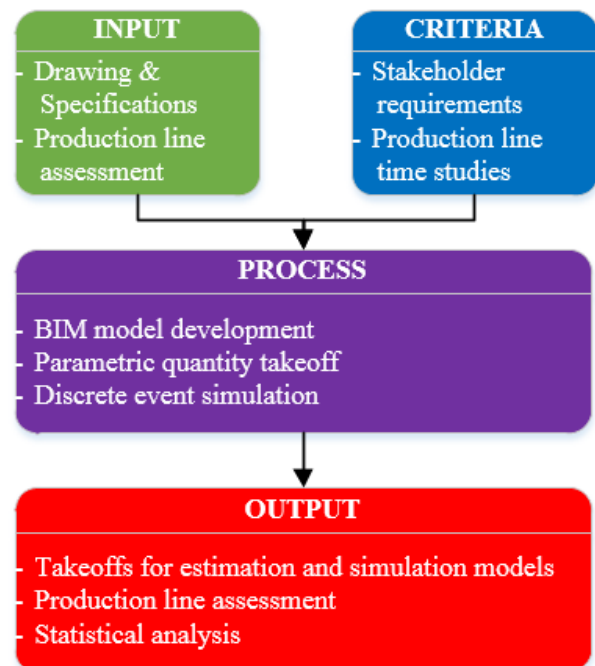 INPUT
- Drawing &
Specifications
- Production line
assessment
CRITERIA
- Stakeholder
requirements
- Production line
time studies
PROCESS
- BIM model development
- Parametric quantity takeoff
- Discrete event simulation
OUTPUT
- Takeoffs for estimation and simulation models
- Production line assessment
- Statistical analysis